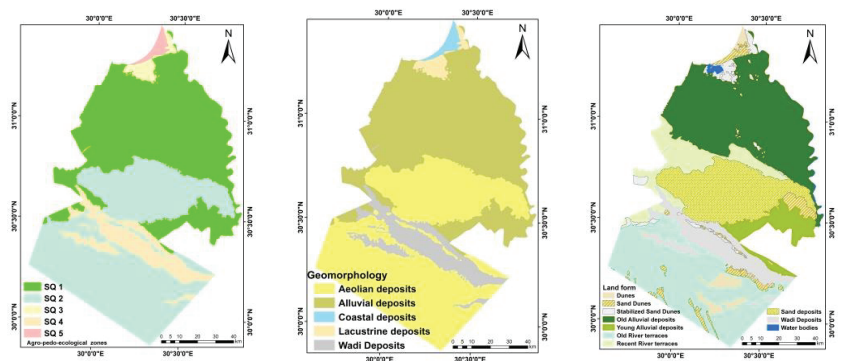 30°0'0"E 30°30'0"E
N
31°0'0"N
31°0'0"N
30°30'0"N
30°30'0"N
30°0'0"N
30°0'0"N
SQ 1
SQ 2
SQ 3
SQ 4
SQ 5
Agro-pedo-ecological zones
0 5 10 20 30 40 KM
30°0'0"E 30°30'0"E
30°0'0"E 30°30'0"E
N
31°0'0"N
31°0'0"N
30°30'0"N
30°30'0"N
30°0'0"N
30°0'0"N
Geomorphology
Aeolian deposits
Alluvial deposits
Coastal deposits
Lacustrine deposits
Wadi Deposits
0 5 10 20 30 40 KM
30°0'0"E 30°30'0"E
30°0'0"E 30°30'0"E
N
31°0'0"N
31°0'0"N
30°30'0"N
30°30'0"N
30°0'0"N
30°0'0"N
Land form
Dunes
Sand Dunes
Stabilized Sand Dunes
Old Alluvial deposits
Young Alluvial deposits
Old River terraces
Recent River terraces
Sand deposits
Wadi Deposits
Water bodies
0 5 10 20 30 40 KM
30°0'0"E 30°30'0"E